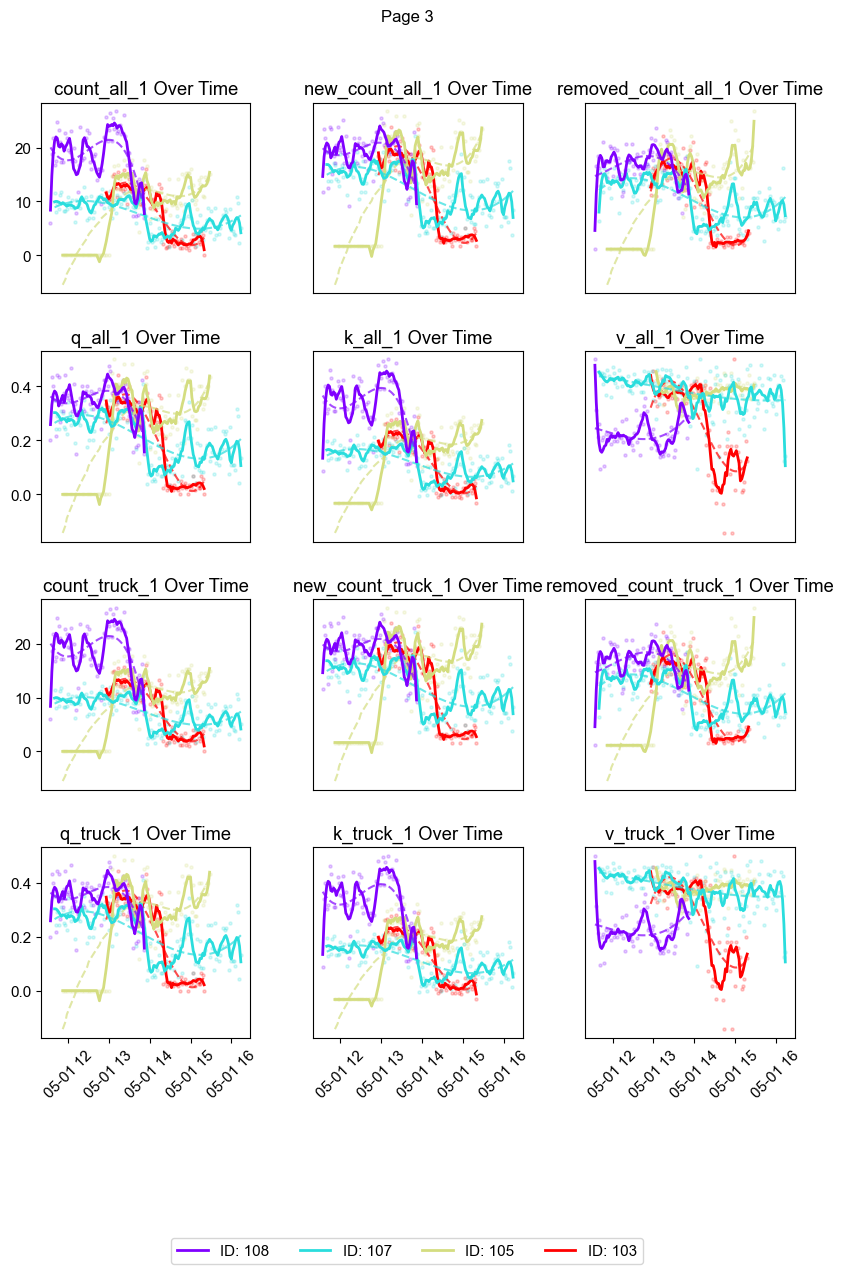 Page 3
count_all_1 Over Time
new_count_all_1 Over Time
removed_count_all_1 Over Time
20
10
0
q_all_1 Over Time
k_all_1 Over Time
v_all_1 Over Time
0.4
0.2
0.0
count_truck_1 Over Time
new_count_truck_1 Over Time
removed_count_truck_1 Over Time
20
10
0
q_truck_1 Over Time
k_truck_1 Over Time
v_truck_1 Over Time
0.4
0.2
0.0
05-01 12
05-01 13
05-01 14
05-01 15
05-01 16
05-01 12
05-01 13
05-01 14
05-01 15
05-01 16
05-01 12
05-01 13
05-01 14
05-01 15
05-01 16
ID: 108
ID: 107
ID: 105
ID: 103